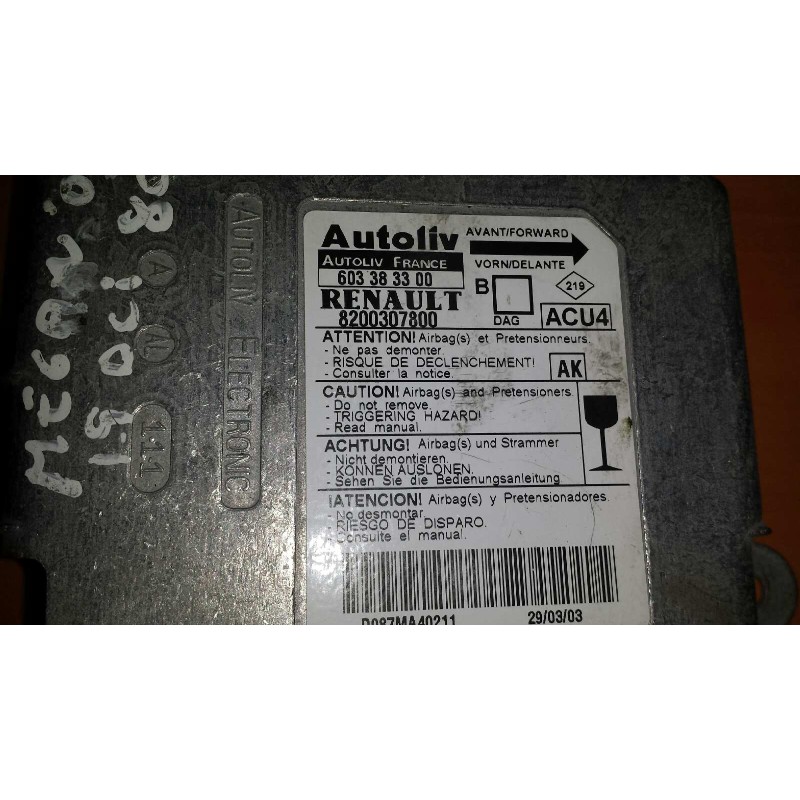 Autoliv
AVANT/FORWARD
AUTOLIV FRANCE
VORN/DELANTE
603 38 33 00
B
219
RENAULT
8200307800
DAG
ACU4
ATTENTION! Airbag(s) et Pretensionneurs.
- Ne pas demonter.
- RISQUE DE DECLENCHEMENT!
- Consulter la notice.
AK
CAUTION! Airbag(s) and Pretensioners
- Do not remove.
- TRIGGERING HAZARD!
- Read manual.
ACHTUNG! Airbag(s) und Strammer
- Nicht demontieren.
- KÖNNEN AUSLONEN.
- Sehen Sie die Bedienungsanleitung
¡ATENCION! Airbag(s) y Pretensionadores.
- No desmontar.
- RIESGO DE DISPARO.
- Consulte el manual.
D087MA40211
29/03/03
AUTOLIV ELECTRONIC
A
1.1.1